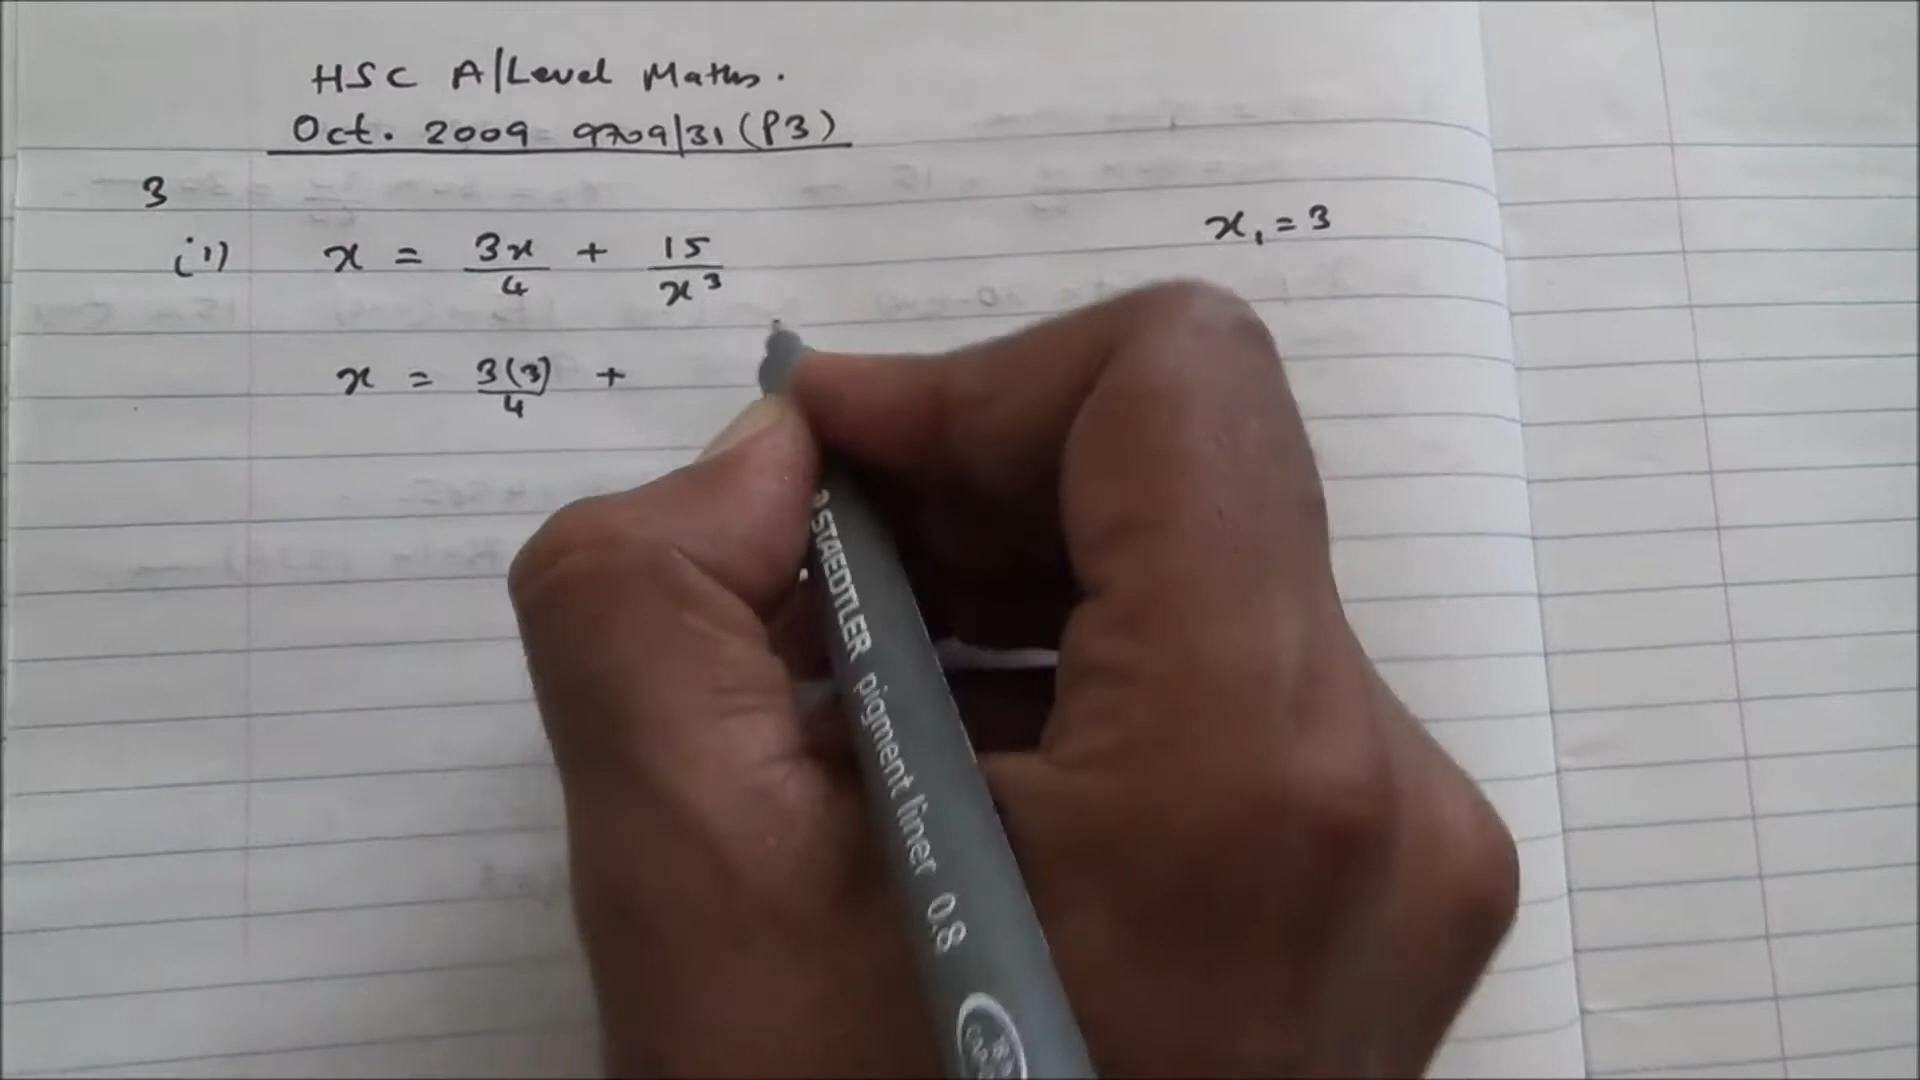 HSC A/Level Maths.
Oct. 2009 9709/31 (P3)
3
(i) x = 3x/4 + 15/x³
x₁ = 3
x = 3(3)/4 +
STAEDTLER pigment liner 0.8